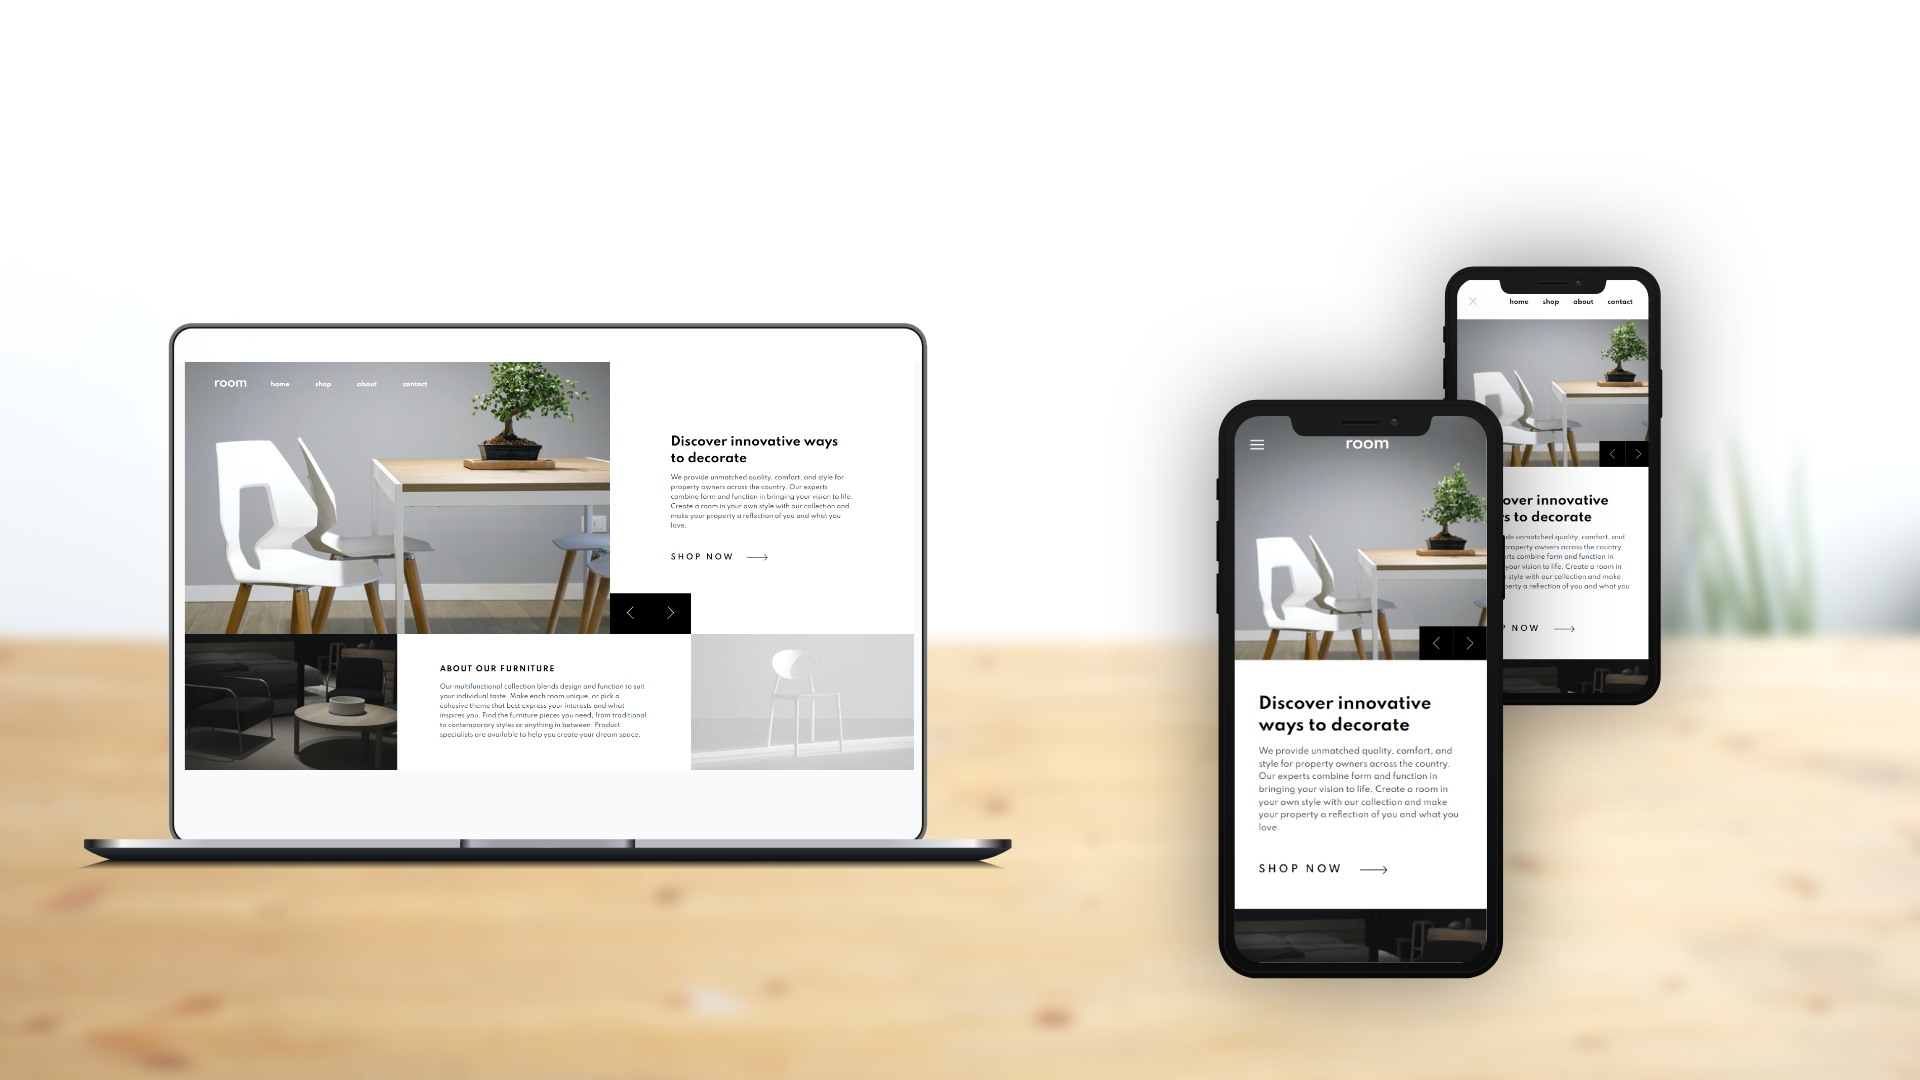 room home shop about contact
Discover innovative ways
to decorate
We provide unmatched quality, comfort, and style for
property owners across the country. Our experts
combine form and function in bringing your vision to life.
Create a room in your own style with our collection and
make your property a reflection of you and what you
love.
SHOP NOW
ABOUT OUR FURNITURE
Our multifunctional collection blends design and function to suit
your individual taste. Make each room unique, or pick a
cohesive theme that best express your interests and what
inspires you. Find the furniture pieces you need, from traditional
to contemporary styles or anything in between. Product
specialists are available to help you create your dream space.
room
Discover innovative
ways to decorate
We provide unmatched quality, comfort, and
style for property owners across the country.
Our experts combine form and function in
bringing your vision to life. Create a room in
your own style with our collection and make
your property a reflection of you and what you
love.
SHOP NOW
home shop about contact
over innovative
s to decorate
de unmatched quality, comfort, and
property owners across the country
erts combine form and function in
your vision to life. Create a room in
style with our collection and make
perty a reflection of you and what you
P NOW